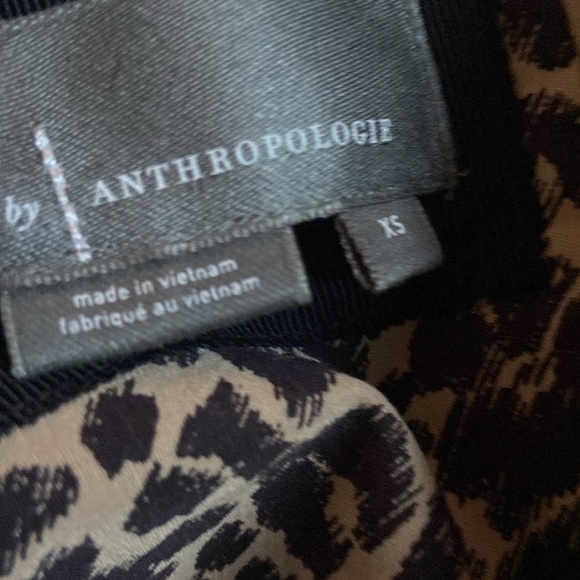 by ANTHROPOLOGIE
XS
made in vietnam
fabriqué au vietnam